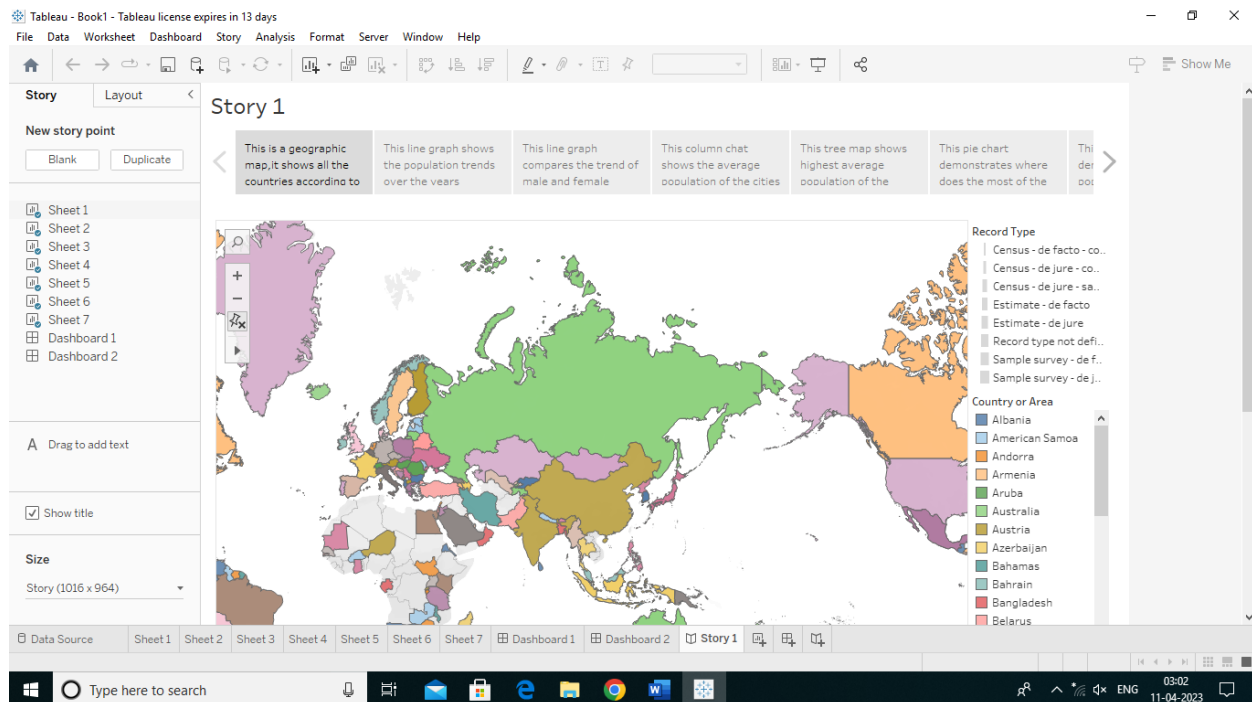 Tableau - Book1 - Tableau license expires in 13 days
File Data Worksheet Dashboard Story Analysis Format Server Window Help
Show Me
Story Layout
New story point
Blank Duplicate
Sheet 1
Sheet 2
Sheet 3
Sheet 4
Sheet 5
Sheet 6
Sheet 7
Dashboard 1
Dashboard 2
A Drag to add text
Show title
Size
Story (1016 x 964)
Story 1
This is a geographic
map,it shows all the
countries according to
This line graph shows
the population trends
over the years
This line graph
compares the trend of
male and female
This column chat
shows the average
population of the cities
This tree map shows
highest average
population of the
This pie chart
demonstrates where
does the most of the
Record Type
Census - de facto - co..
Census - de jure - co..
Census - de jure - sa..
Estimate - de facto
Estimate - de jure
Record type not defi..
Sample survey - de f..
Sample survey - de j..
Country or Area
Albania
American Samoa
Andorra
Armenia
Aruba
Australia
Austria
Azerbaijan
Bahamas
Bahrain
Bangladesh
Belarus
Data Source Sheet 1 Sheet 2 Sheet 3 Sheet 4 Sheet 5 Sheet 6 Sheet 7 Dashboard 1 Dashboard 2 Story 1
Type here to search
ENG
03:02
11-04-2023